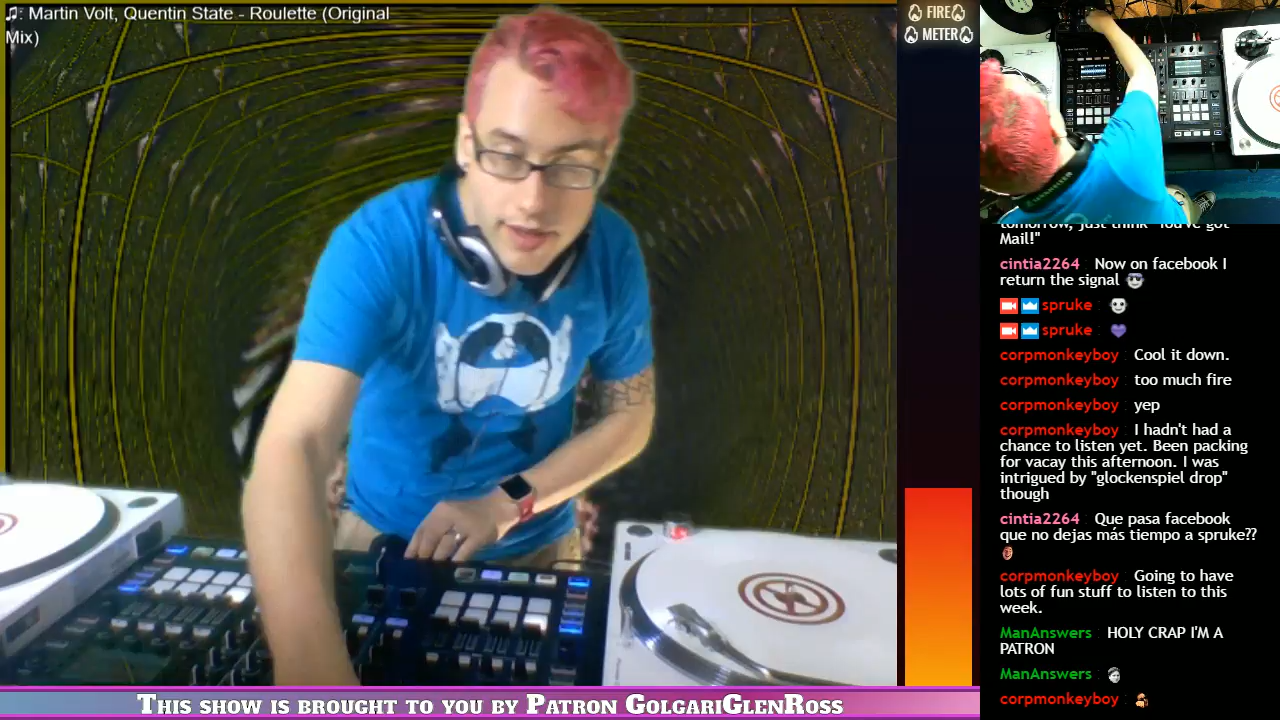 ♫: Martin Volt, Quentin State - Roulette (Original
Mix)
FIRE
METER
tomorrow, just think "You've got
Mail!"
cintia2264 : Now on facebook I
return the signal
spruke :
spruke :
corpmonkeyboy : Cool it down.
corpmonkeyboy : too much fire
corpmonkeyboy : yep
corpmonkeyboy : I hadn't had a
chance to listen yet. Been packing
for vacay this afternoon. I was
intrigued by "glockenspiel drop"
though
cintia2264 : Que pasa facebook
que no dejas más tiempo a spruke??
corpmonkeyboy : Going to have
lots of fun stuff to listen to this
week.
ManAnswers : HOLY CRAP I'M A
PATRON
ManAnswers :
corpmonkeyboy :
This show is brought to you by Patron GolgariGlenRoss